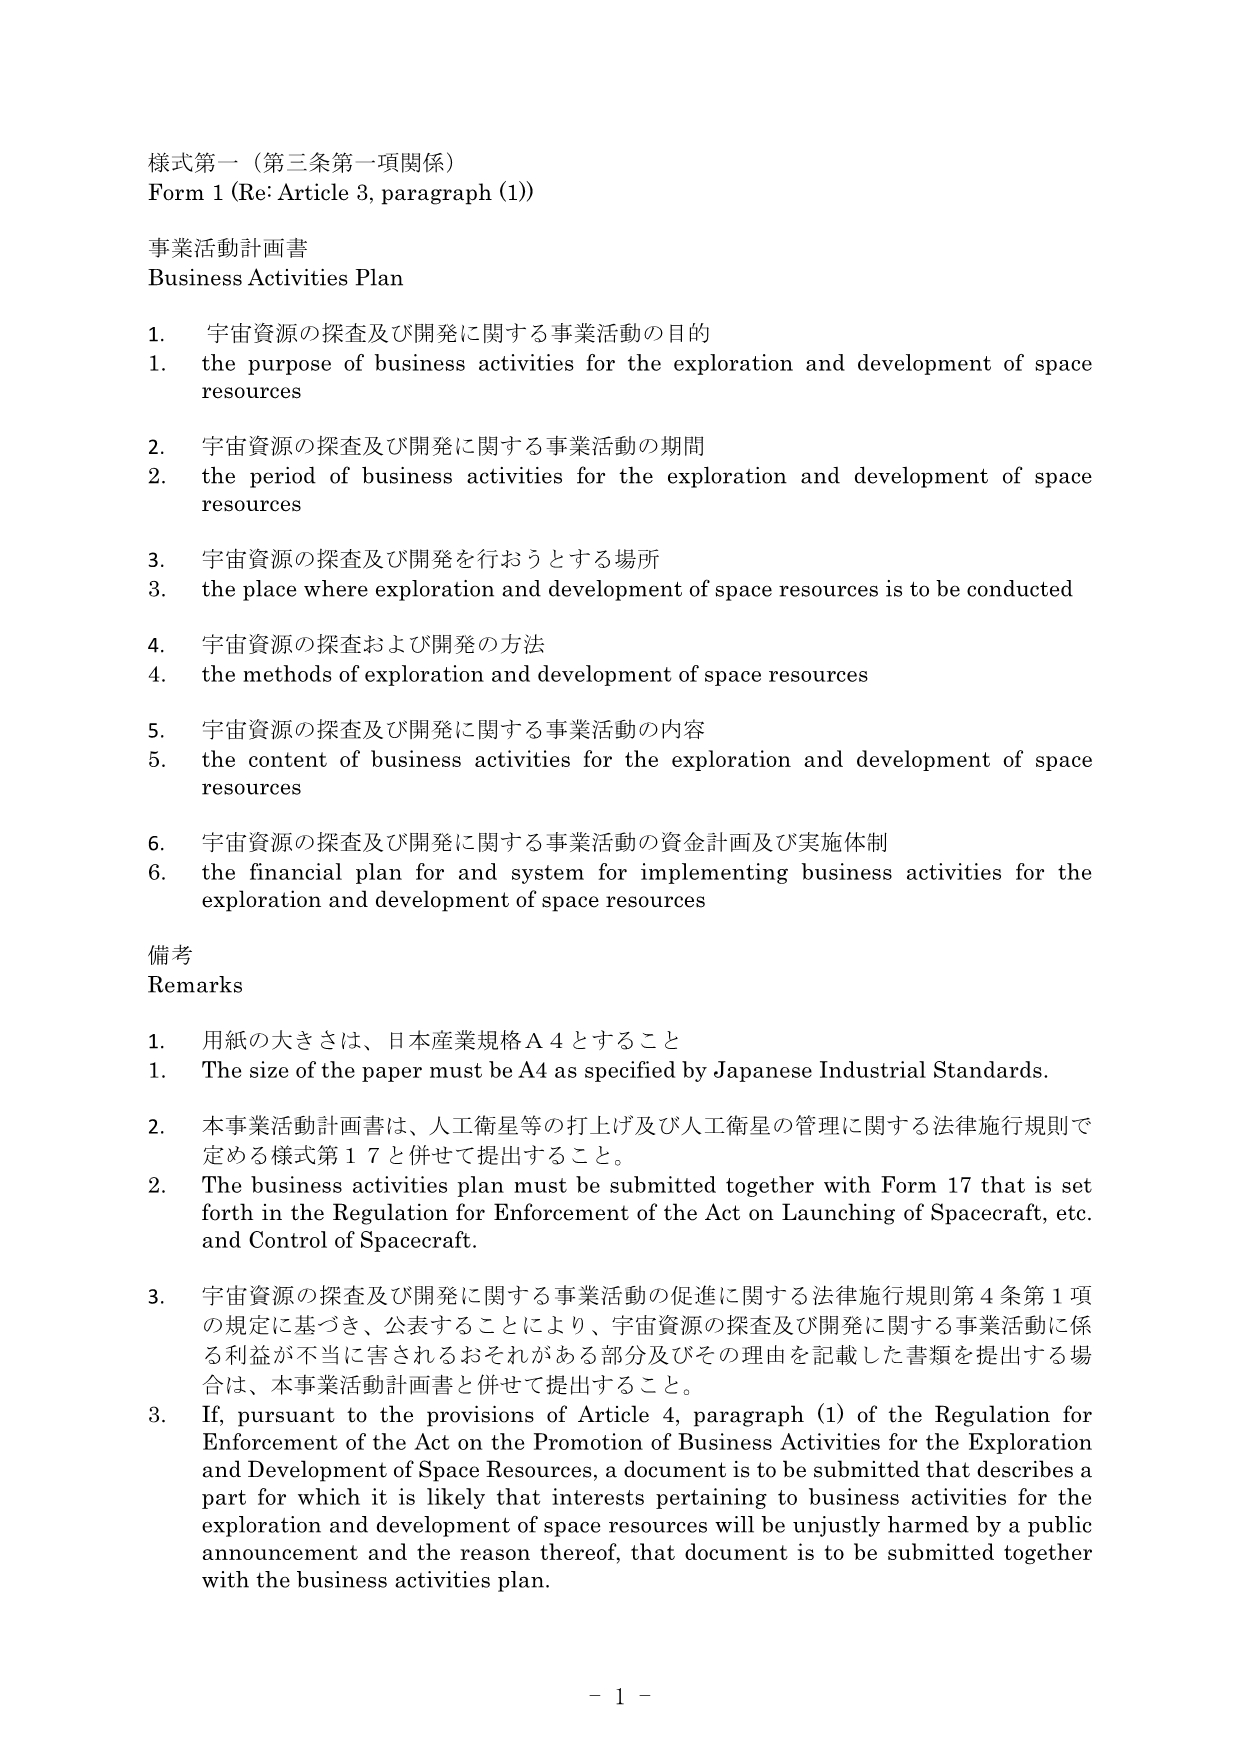 様式第一（第三条第一項関係）
Form 1 (Re: Article 3, paragraph (1))
事業活動計画書
Business Activities Plan
1. 宇宙資源の探査及び開発に関する事業活動の目的
1. the purpose of business activities for the exploration and development of space
resources
2. 宇宙資源の探査及び開発に関する事業活動の期間
2. the period of business activities for the exploration and development of space
resources
3. 宇宙資源の探査及び開発を行おうとする場所
3. the place where exploration and development of space resources is to be conducted
4. 宇宙資源の探査および開発の方法
4. the methods of exploration and development of space resources
5. 宇宙資源の探査及び開発に関する事業活動の内容
5. the content of business activities for the exploration and development of space
resources
6. 宇宙資源の探査及び開発に関する事業活動の資金計画及び実施体制
6. the financial plan for and system for implementing business activities for the
exploration and development of space resources
備考
Remarks
1. 用紙の大きさは、日本産業規格Ａ４とすること
1. The size of the paper must be A4 as specified by Japanese Industrial Standards.
2. 本事業活動計画書は、人工衛星等の打上げ及び人工衛星の管理に関する法律施行規則で
定める様式第１７と併せて提出すること。
2. The business activities plan must be submitted together with Form 17 that is set
forth in the Regulation for Enforcement of the Act on Launching of Spacecraft, etc.
and Control of Spacecraft.
3. 宇宙資源の探査及び開発に関する事業活動の促進に関する法律施行規則第４条第１項
の規定に基づき、公表することにより、宇宙資源の探査及び開発に関する事業活動に係
る利益が不当に害されるおそれがある部分及びその理由を記載した書類を提出する場
合は、本事業活動計画書と併せて提出すること。
3. If, pursuant to the provisions of Article 4, paragraph (1) of the Regulation for
Enforcement of the Act on the Promotion of Business Activities for the Exploration
and Development of Space Resources, a document is to be submitted that describes a
part for which it is likely that interests pertaining to business activities for the
exploration and development of space resources will be unjustly harmed by a public
announcement and the reason thereof, that document is to be submitted together
with the business activities plan.
- 1 -